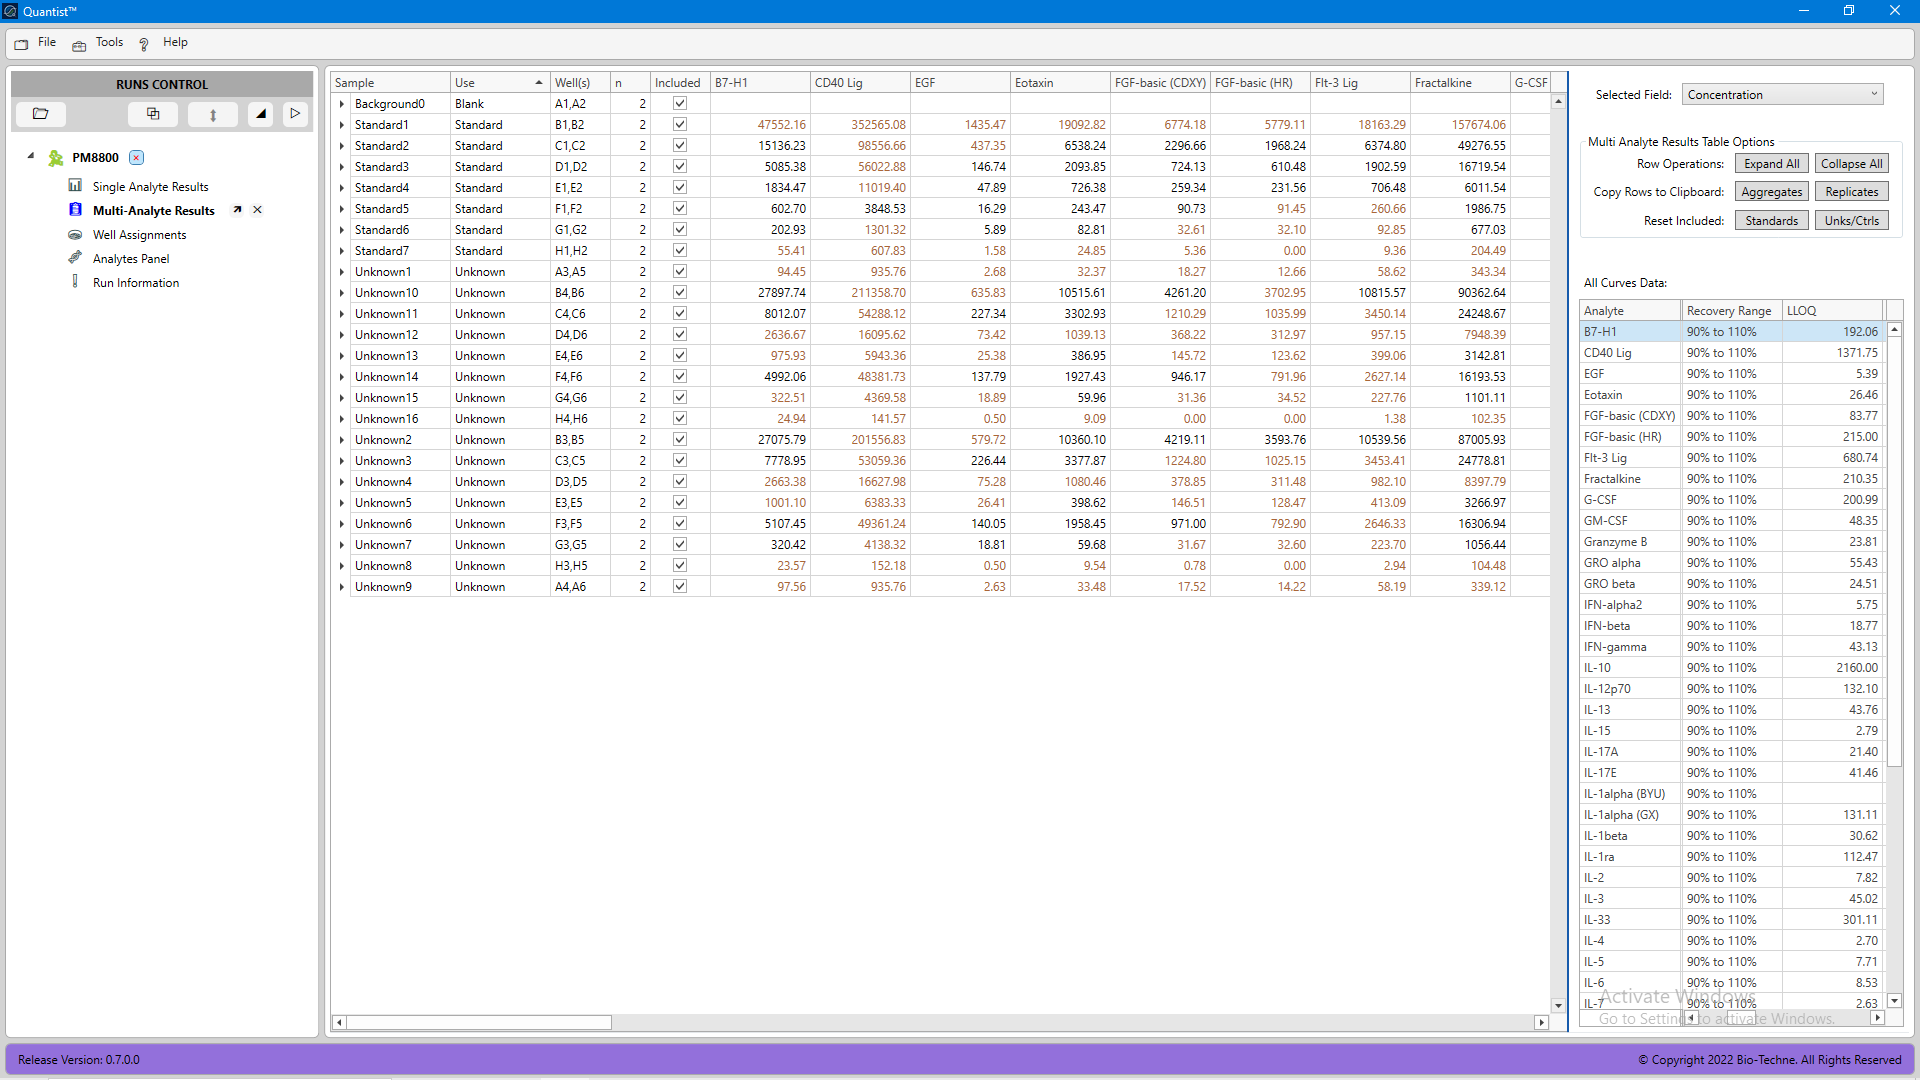 Quantist™
File Tools ? Help
RUNS CONTROL
PM8800
Single Analyte Results
Multi-Analyte Results
Well Assignments
Analytes Panel
Run Information
Sample Use Well(s) n Included B7-H1 CD40 Lig EGF Eotaxin FGF-basic (CDXY) FGF-basic (HR) Flt-3 Lig Fractalkine G-CSF
Background0 Blank A1,A2 2
Standard1 Standard B1,B2 2 47552.16 352565.08 1435.47 19092.82 6774.18 5779.11 18163.29 157674.06
Standard2 Standard C1,C2 2 15136.23 98556.66 437.35 6538.24 2296.66 1968.24 6374.80 49276.55
Standard3 Standard D1,D2 2 5085.38 56022.88 146.74 2093.85 724.13 610.48 1902.59 16719.54
Standard4 Standard E1,E2 2 1834.47 11019.40 47.89 726.38 259.34 231.56 706.48 6011.54
Standard5 Standard F1,F2 2 602.70 3848.53 16.29 243.47 90.73 91.45 260.66 1986.75
Standard6 Standard G1,G2 2 202.93 1301.32 5.89 82.81 32.61 32.10 92.85 677.03
Standard7 Standard H1,H2 2 55.41 607.83 1.58 24.85 5.36 0.00 9.36 204.49
Unknown1 Unknown A3,A5 2 94.45 935.76 2.68 32.37 18.27 12.66 58.62 343.34
Unknown10 Unknown B4,B6 2 27897.74 211358.70 635.83 10515.61 4261.20 3702.95 10815.57 90362.64
Unknown11 Unknown C4,C6 2 8012.07 54288.12 227.34 3302.93 1210.29 1035.99 3450.14 24248.67
Unknown12 Unknown D4,D6 2 2636.67 16095.62 73.42 1039.13 368.22 312.97 957.15 7948.39
Unknown13 Unknown E4,E6 2 975.93 5943.36 25.38 386.95 145.72 123.62 399.06 3142.81
Unknown14 Unknown F4,F6 2 4992.06 48381.73 137.79 1927.43 946.17 791.96 2627.14 16193.53
Unknown15 Unknown G4,G6 2 322.51 4369.58 18.89 59.96 31.36 34.52 227.76 1101.11
Unknown16 Unknown H4,H6 2 24.94 141.57 0.50 9.09 0.00 0.00 1.38 102.35
Unknown2 Unknown B3,B5 2 27075.79 201556.83 579.72 10360.10 4219.11 3593.76 10539.56 87005.93
Unknown3 Unknown C3,C5 2 7778.95 53059.36 226.44 3377.87 1224.80 1025.15 3453.41 24778.81
Unknown4 Unknown D3,D5 2 2663.38 16627.98 75.28 1080.46 378.85 311.48 982.10 8397.79
Unknown5 Unknown E3,E5 2 1001.10 6383.33 26.41 398.62 146.51 128.47 413.09 3266.97
Unknown6 Unknown F3,F5 2 5107.45 49361.24 140.05 1958.45 971.00 792.90 2646.33 16306.94
Unknown7 Unknown G3,G5 2 320.42 4138.32 18.81 59.68 31.67 32.60 223.70 1056.44
Unknown8 Unknown H3,H5 2 23.57 152.18 0.50 9.54 0.78 0.00 2.94 104.48
Unknown9 Unknown A4,A6 2 97.56 935.76 2.63 33.48 17.52 14.22 58.19 339.12
Selected Field: Concentration
Multi Analyte Results Table Options
Row Operations: Expand All Collapse All
Copy Rows to Clipboard: Aggregates Replicates
Reset Included: Standards Unks/Ctrls
All Curves Data:
Analyte Recovery Range LLOQ
B7-H1 90% to 110% 192.06
CD40 Lig 90% to 110% 1371.75
EGF 90% to 110% 5.39
Eotaxin 90% to 110% 26.46
FGF-basic (CDXY) 90% to 110% 83.77
FGF-basic (HR) 90% to 110% 215.00
Flt-3 Lig 90% to 110% 680.74
Fractalkine 90% to 110% 210.35
G-CSF 90% to 110% 200.99
GM-CSF 90% to 110% 48.35
Granzyme B 90% to 110% 23.81
GRO alpha 90% to 110% 55.43
GRO beta 90% to 110% 24.51
IFN-alpha2 90% to 110% 5.75
IFN-beta 90% to 110% 18.77
IFN-gamma 90% to 110% 43.13
IL-10 90% to 110% 2160.00
IL-12p70 90% to 110% 132.10
IL-13 90% to 110% 43.76
IL-15 90% to 110% 2.79
IL-17A 90% to 110% 21.40
IL-17E 90% to 110% 41.46
IL-1alpha (BYU) 90% to 110%
IL-1alpha (GX) 90% to 110% 131.11
IL-1beta 90% to 110% 30.62
IL-1ra 90% to 110% 112.47
IL-2 90% to 110% 7.82
IL-3 90% to 110% 45.02
IL-33 90% to 110% 301.11
IL-4 90% to 110% 2.70
IL-5 90% to 110% 7.71
IL-6 90% to 110% 8.53
IL-7 90% to 110% 2.63
Activate Windows
Go to Settings to activate Windows.
Release Version: 0.7.0.0
© Copyright 2022 Bio-Techne. All Rights Reserved